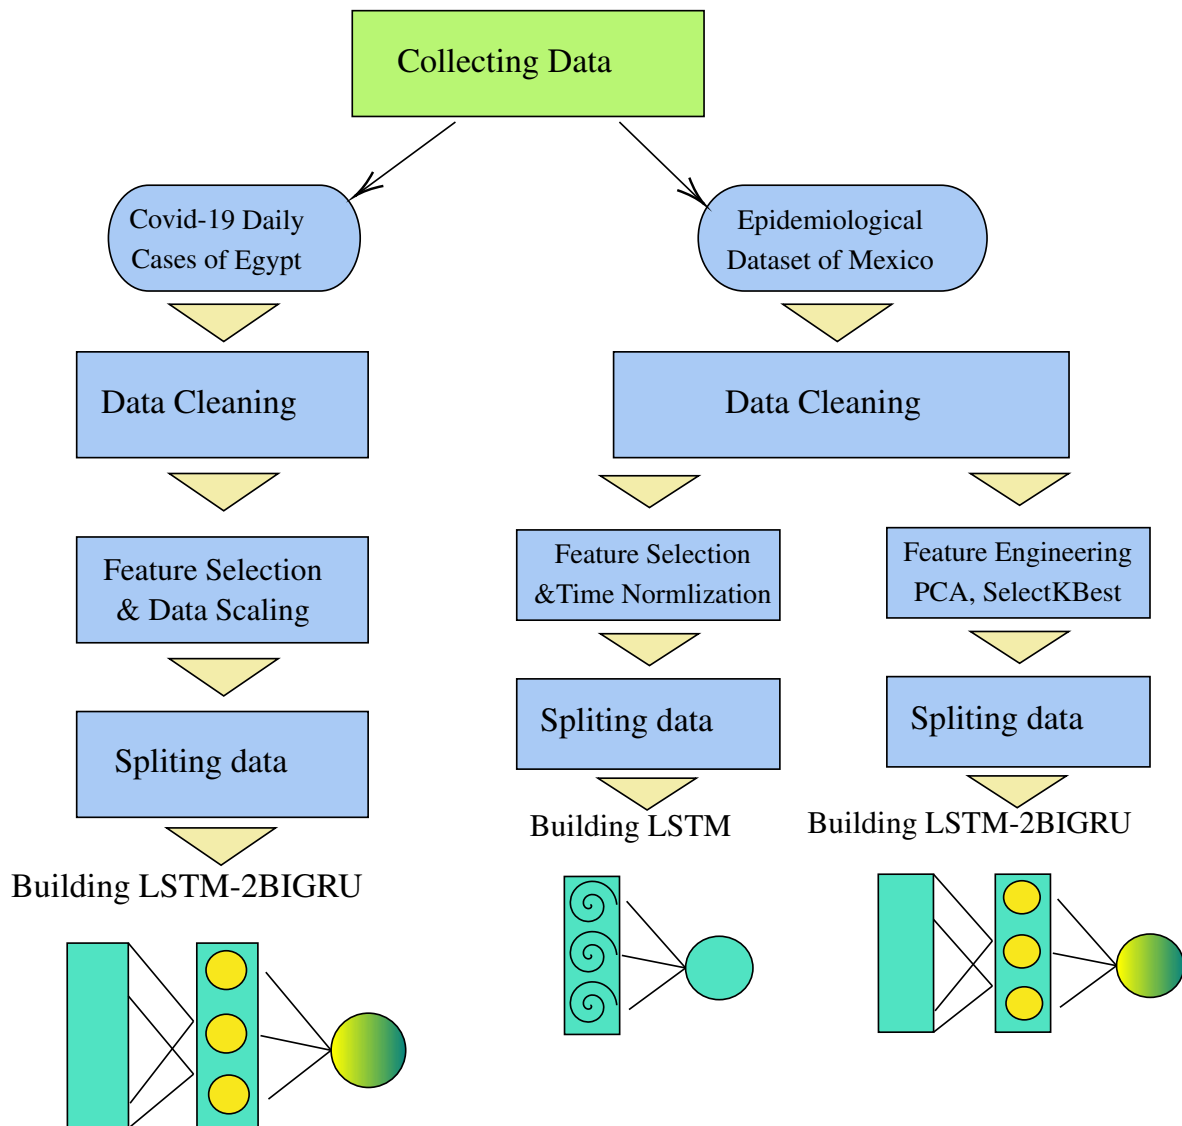 Collecting Data
Covid-19 Daily
Cases of Egypt
Epidemiological
Dataset of Mexico
Data Cleaning
Data Cleaning
Feature Selection
& Data Scaling
Feature Selection
&Time Normlization
Feature Engineering
PCA, SelectKBest
Spliting data
Spliting data
Spliting data
Building LSTM-2BIGRU
Building LSTM
Building LSTM-2BIGRU